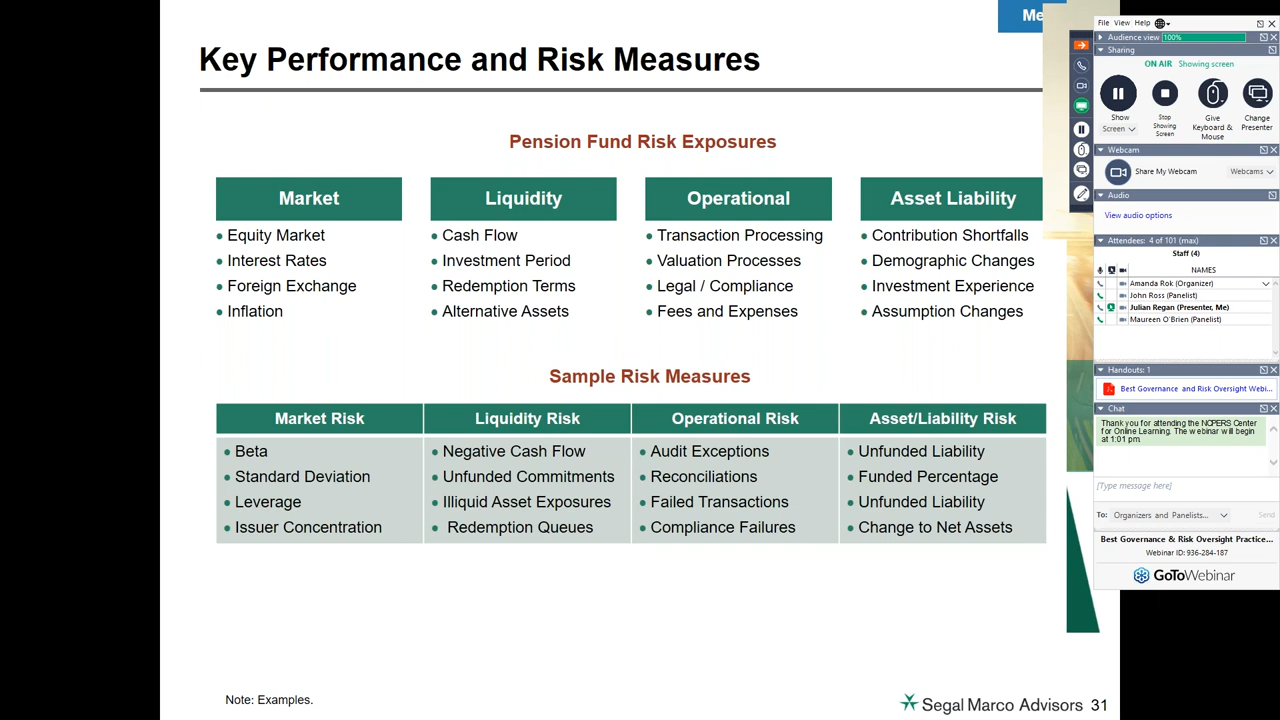 Me
Key Performance and Risk Measures
Pension Fund Risk Exposures
Market
Liquidity
Operational
Asset Liability
• Equity Market
• Interest Rates
• Foreign Exchange
• Inflation
• Cash Flow
• Investment Period
• Redemption Terms
• Alternative Assets
• Transaction Processing
• Valuation Processes
• Legal / Compliance
• Fees and Expenses
• Contribution Shortfalls
• Demographic Changes
• Investment Experience
• Assumption Changes
Sample Risk Measures
Market Risk
Liquidity Risk
Operational Risk
Asset/Liability Risk
• Beta
• Standard Deviation
• Leverage
• Issuer Concentration
• Negative Cash Flow
• Unfunded Commitments
• Illiquid Asset Exposures
• Redemption Queues
• Audit Exceptions
• Reconciliations
• Failed Transactions
• Compliance Failures
• Unfunded Liability
• Funded Percentage
• Unfunded Liability
• Change to Net Assets
Note: Examples.
Segal Marco Advisors 31
File View Help
Audience view 100%
Sharing
ON AIR Showing screen
Show
Screen
Stop
Showing
Screen
Give
Keyboard &
Mouse
Change
Presenter
Webcam
Share My Webcam
Webcams
Audio
View audio options
Attendees: 4 of 101 (max)
Staff (4)
NAMES
Amanda Rok (Organizer)
John Ross (Panelist)
Julian Regan (Presenter, Me)
Maureen O'Brien (Panelist)
Handouts: 1
Best Governance and Risk Oversight Webi...
Chat
Thank you for attending the NCPERS Center
for Online Learning. The webinar will begin
at 1:01 pm.
[Type message here]
To: Organizers and Panelists...
Send
Best Governance & Risk Oversight Practice...
Webinar ID: 936-284-187
GoToWebinar